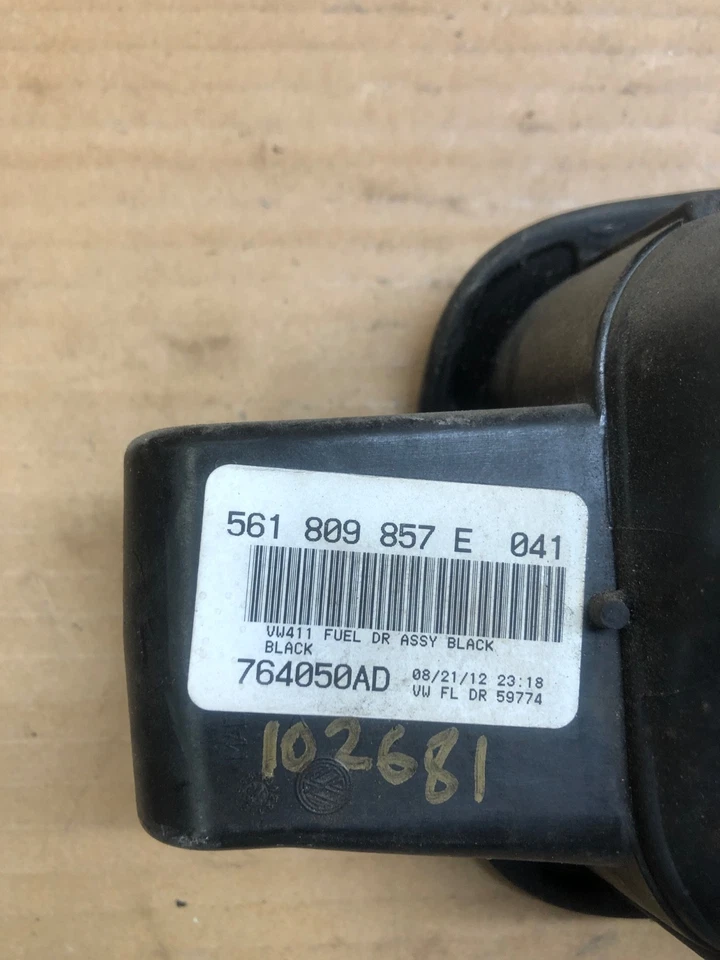 561 809 857 E 041
VW411 FUEL DR ASSY BLACK
BLACK
764050AD 08/21/12 23:18
VW FL DR 59774
102681